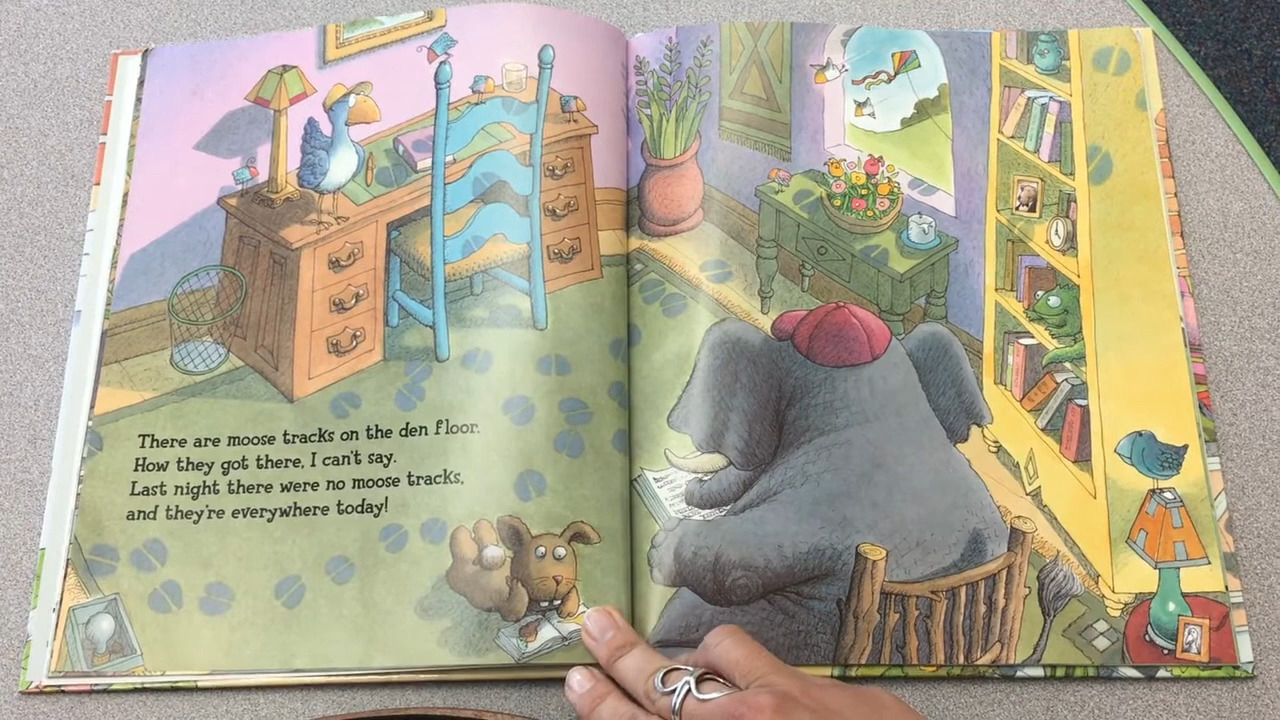 There are moose tracks on the den floor.
How they got there, I can't say.
Last night there were no moose tracks,
and they're everywhere today!